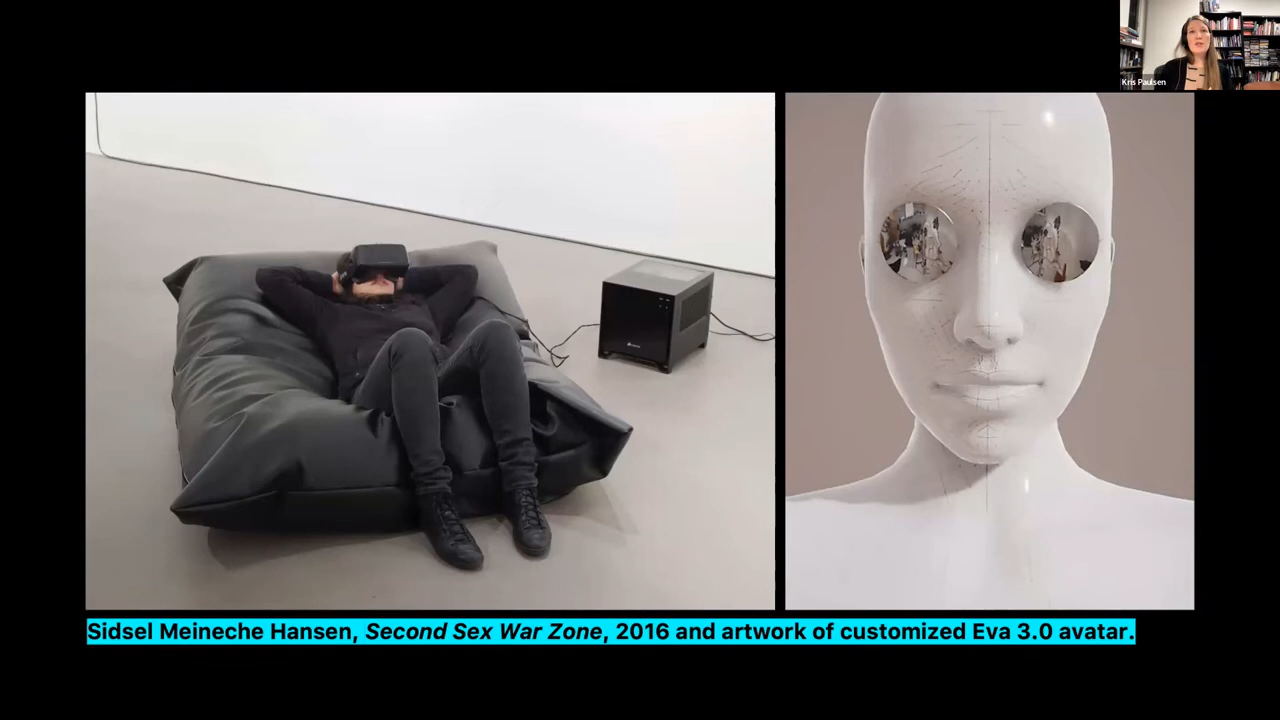 Kris Paulsen
Sidsel Meineche Hansen, Second Sex War Zone, 2016 and artwork of customized Eva 3.0 avatar.